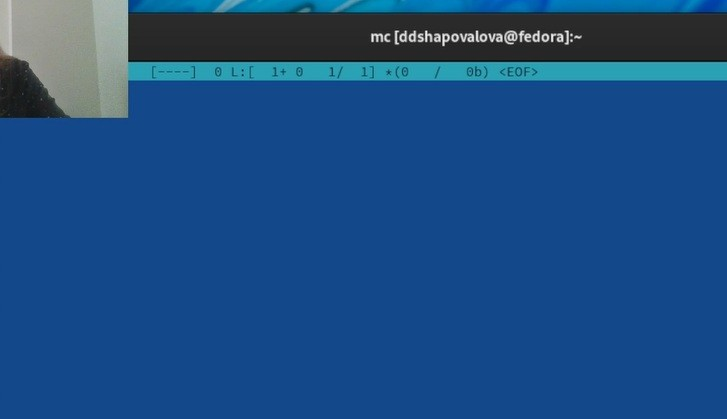 mc [ddshapovalova@fedora]:~
[----]  0 L:[  1+ 0   1/  1] *(0   /   0b) <EOF>